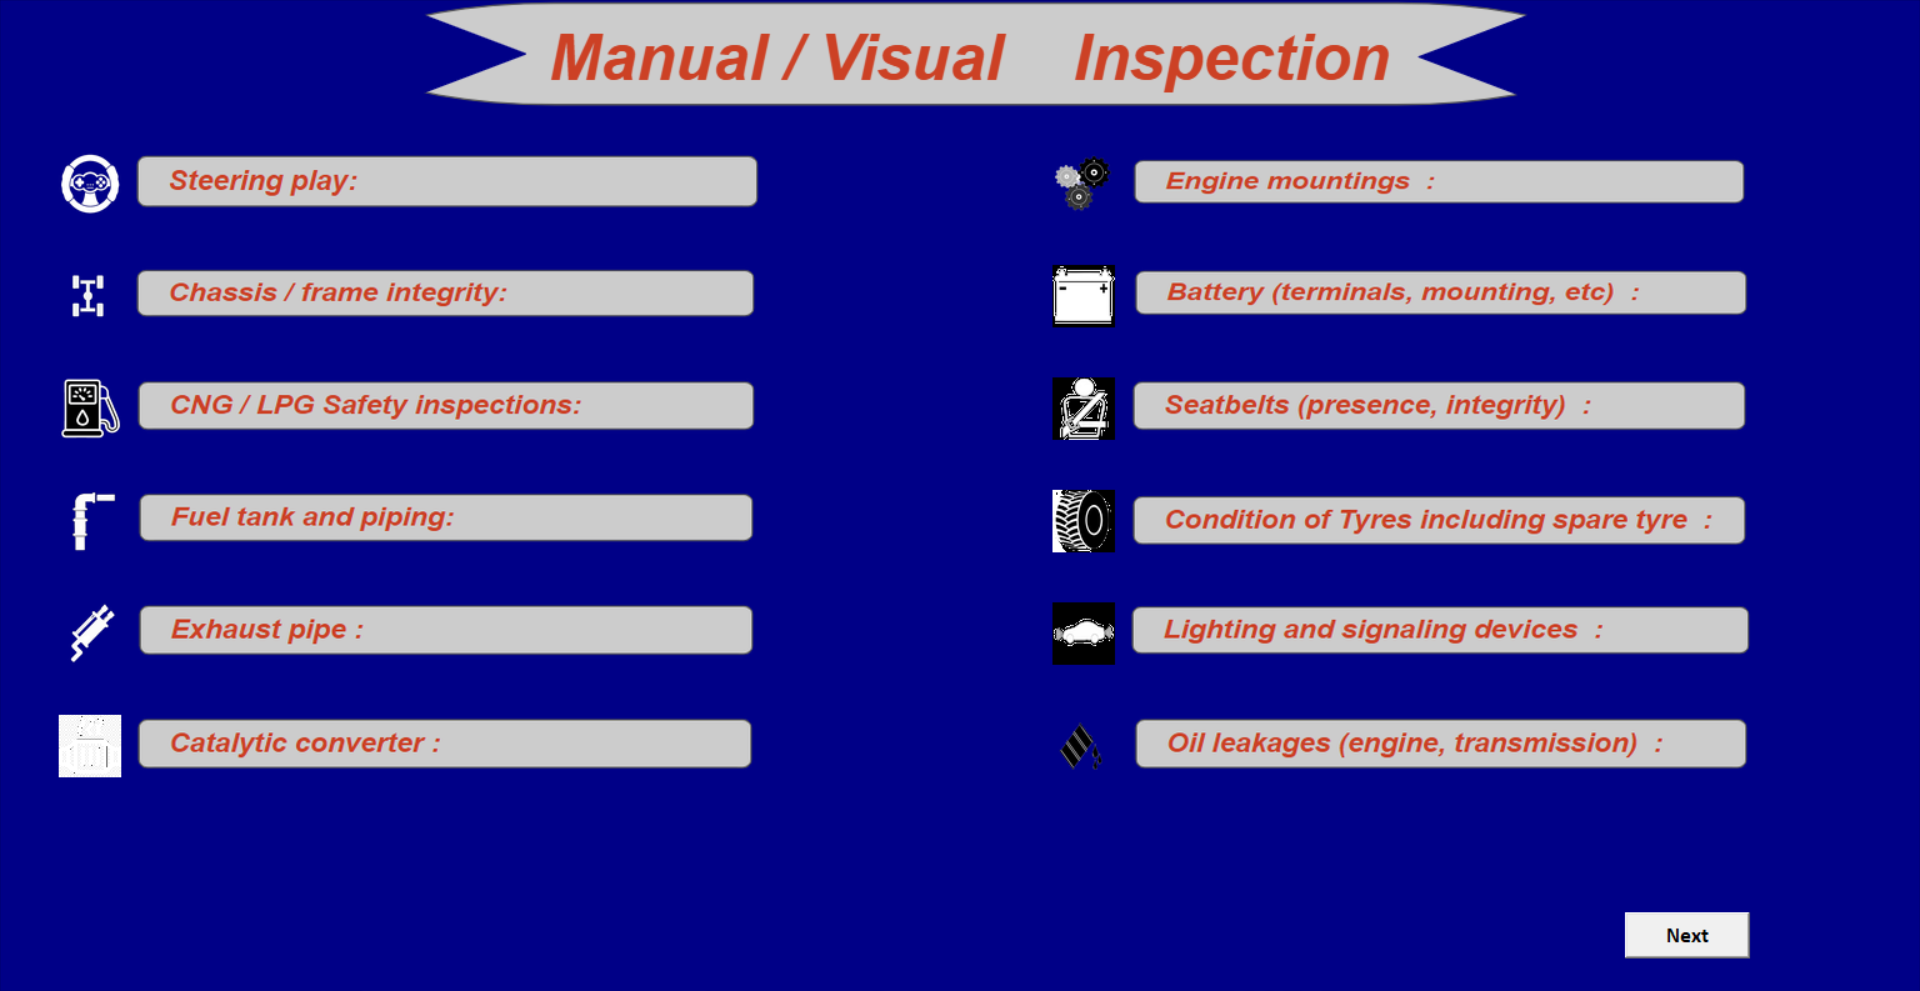 Manual / Visual Inspection
Steering play:
Chassis / frame integrity:
CNG / LPG Safety inspections:
Fuel tank and piping:
Exhaust pipe :
Catalytic converter :
Engine mountings :
Battery (terminals, mounting, etc) :
Seatbelts (presence, integrity) :
Condition of Tyres including spare tyre :
Lighting and signaling devices :
Oil leakages (engine, transmission) :
Next